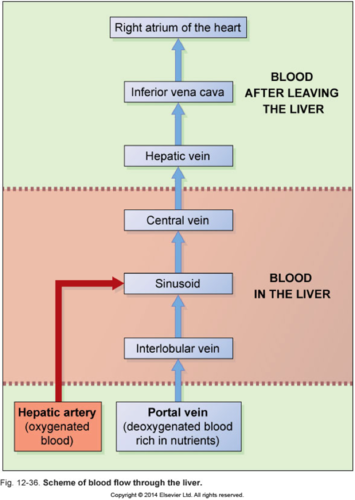 Right atrium of the heart
Inferior vena cava
BLOOD
AFTER LEAVING
THE LIVER
Hepatic vein
Central vein
Sinusoid
BLOOD
IN THE LIVER
Interlobular vein
Hepatic artery
(oxygenated
blood)
Portal vein
(deoxygenated blood
rich in nutrients)
Fig. 12-36. Scheme of blood flow through the liver.
Copyright © 2014 Elsevier Ltd. All rights reserved.